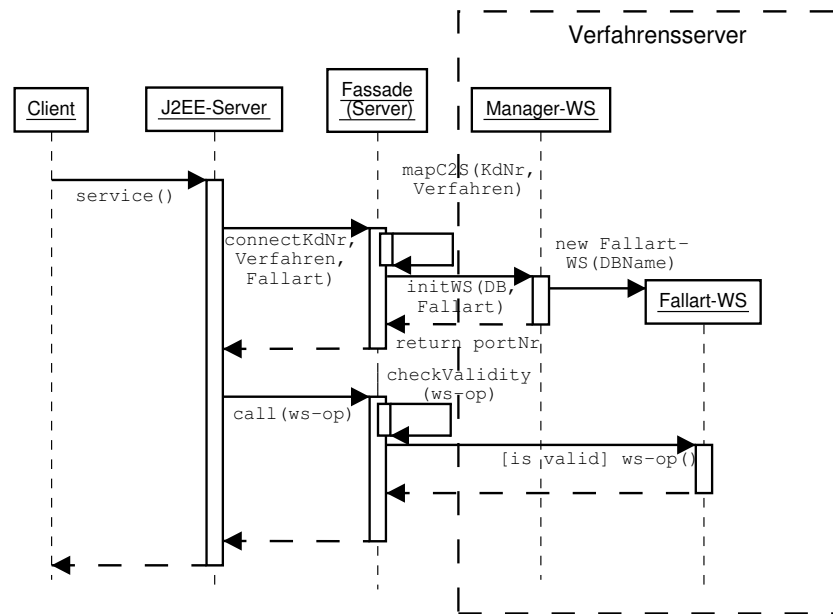 Verfahrensserver
Client
J2EE-Server
Fassade
(Server)
Manager-WS
mapC2S(KdNr,
Verfahren)
service()
connectKdNr,
Verfahren,
Fallart)
new Fallart-
WS(DBName)
initWS(DB,
Fallart)
Fallart-WS
return portNr
checkValidity
(ws-op)
call(ws-op)
[is valid] ws-op()